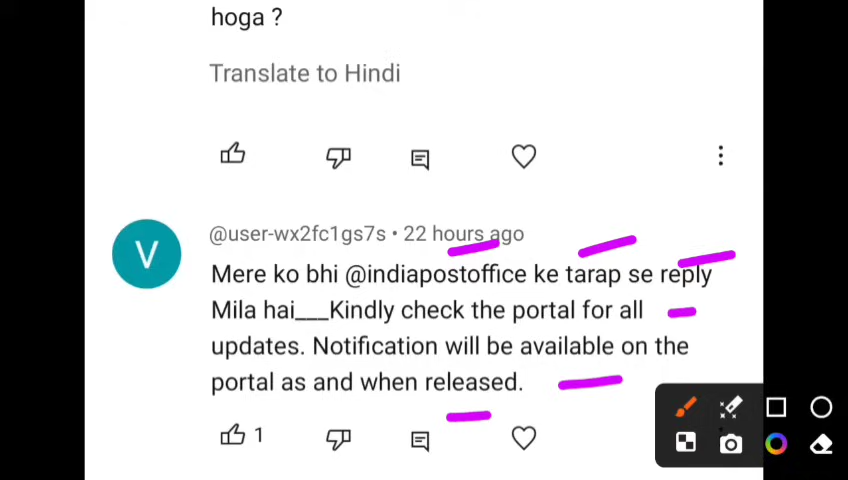 hoga ?
Translate to Hindi
@user-wx2fc1gs7s • 22 hours ago
V
Mere ko bhi @indiapostoffice ke tarap se reply
Mila hai___Kindly check the portal for all
updates. Notification will be available on the
portal as and when released.
1